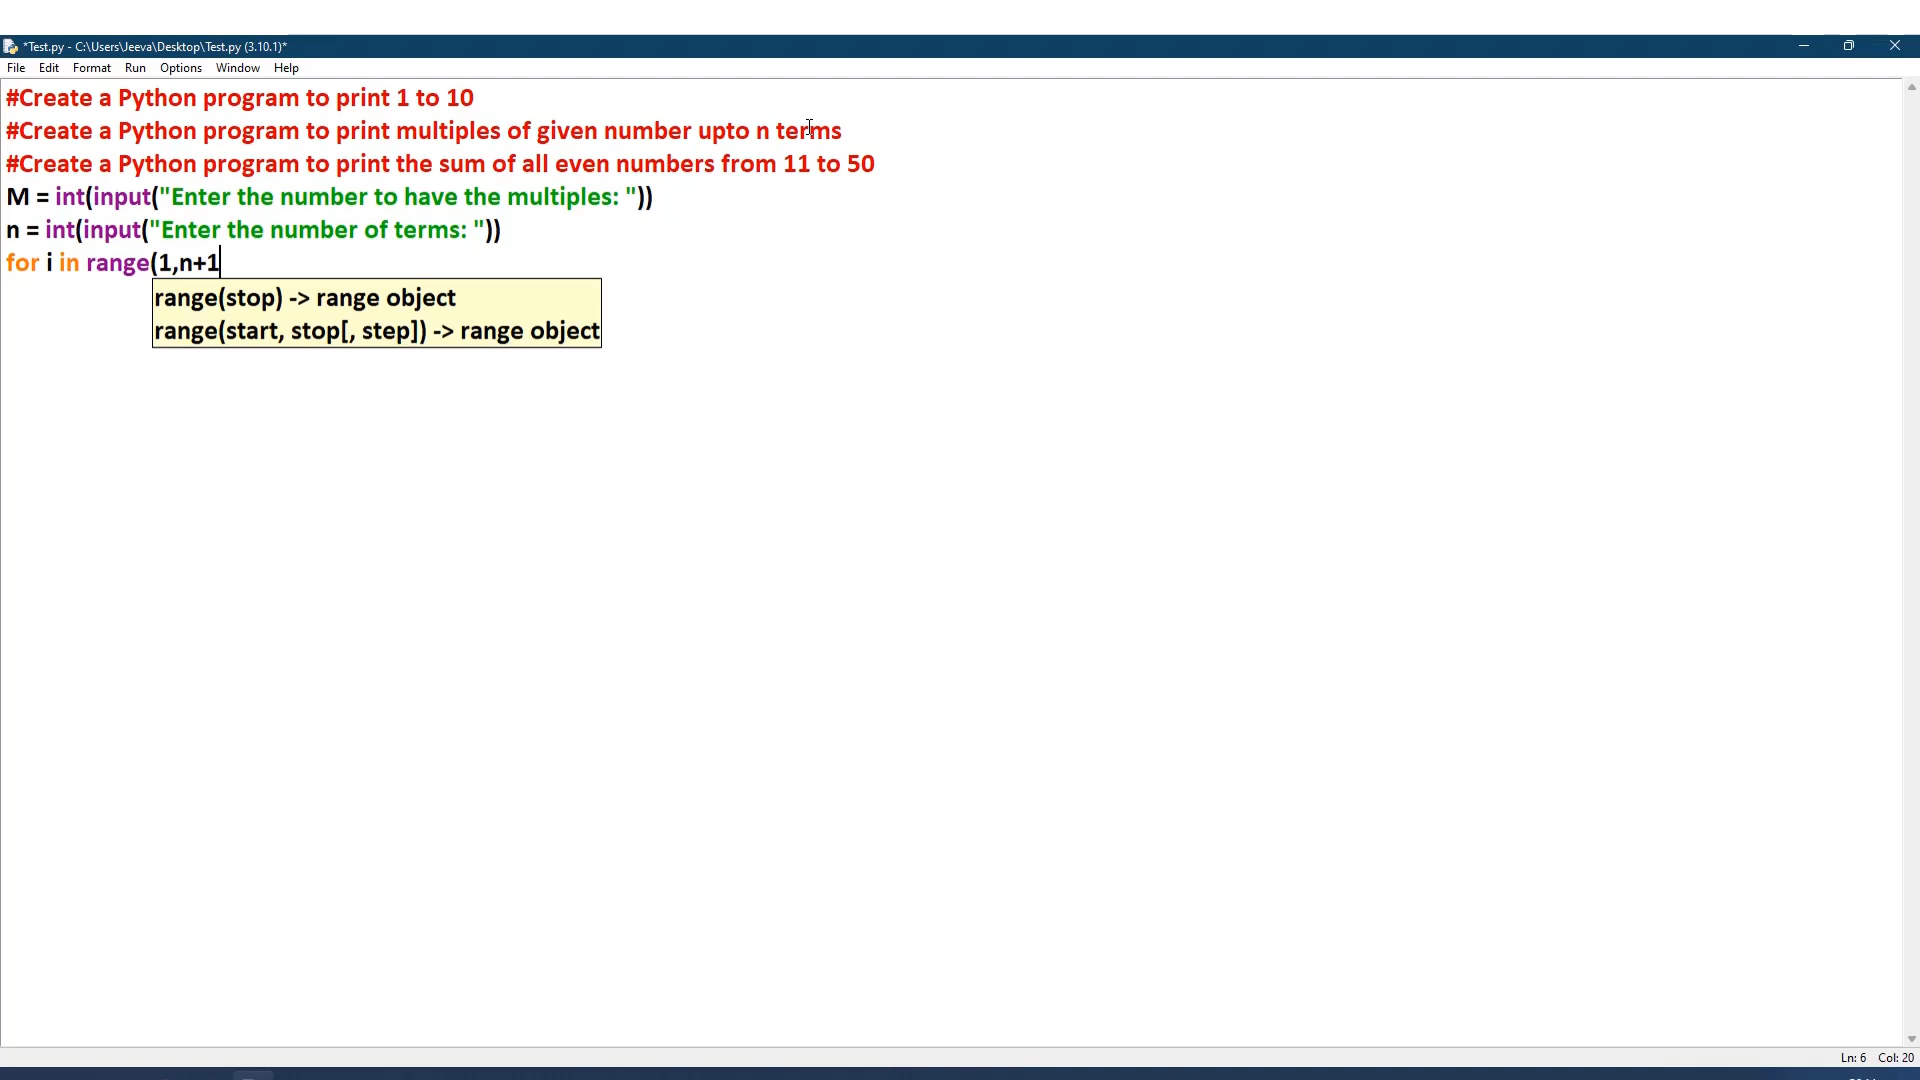 *Test.py - C:\Users\Jeeva\Desktop\Test.py (3.10.1)*
File Edit Format Run Options Window Help
#Create a Python program to print 1 to 10
#Create a Python program to print multiples of given number upto n terms
#Create a Python program to print the sum of all even numbers from 11 to 50
M = int(input("Enter the number to have the multiples: "))
n = int(input("Enter the number of terms: "))
for i in range(1,n+1
range(stop) -> range object
range(start, stop[, step]) -> range object
Ln: 6 Col: 20